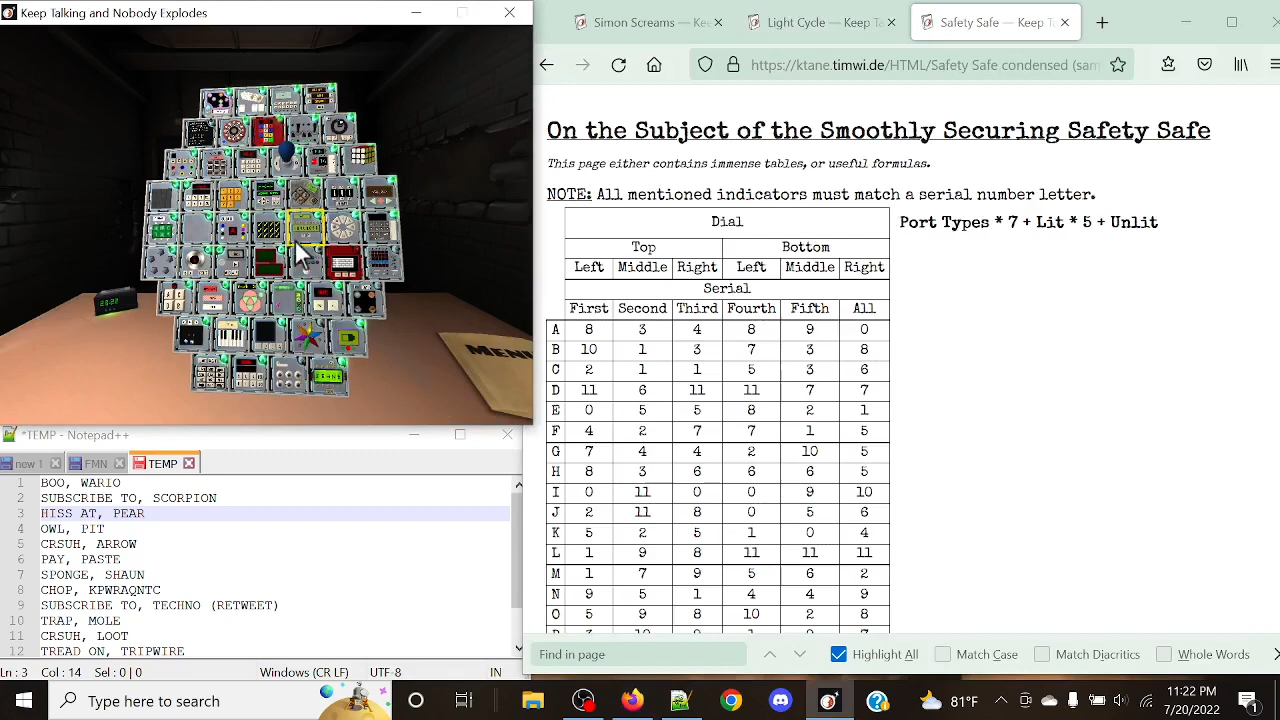 Keep Talking and Nobody Explodes
Simon Screams — Keep T
Light Cycle — Keep Ta
Safety Safe — Keep T
https://ktane.timwi.de/HTML/Safety Safe condensed (sam
On the Subject of the Smoothly Securing Safety Safe
This page either contains immense tables, or useful formulas.
NOTE: All mentioned indicators must match a serial number letter.
Dial
Port Types * 7 + Lit * 5 + Unlit
Top Bottom
Left Middle Right Left Middle Right
Serial
First Second Third Fourth Fifth All
A 8 3 4 8 9 0
B 10 1 3 7 3 8
C 2 1 1 5 3 6
D 11 6 11 11 7 7
E 0 5 5 8 2 1
F 4 2 7 7 1 5
G 7 4 4 2 10 5
H 8 3 6 6 6 5
I 0 11 0 0 9 10
J 2 11 8 0 5 6
K 5 2 5 1 0 4
L 1 9 8 11 11 11
M 1 7 9 5 6 2
N 9 5 1 4 4 9
O 5 9 8 10 2 8
MENU
*TEMP - Notepad++
new 1
FMN
TEMP
1 BOO, WARIO
2 SUBSCRIBE TO, SCORPION
3 HISS AT, PEAR
4 OWL, PIT
5 CRSUH, ARROW
6 PAY, PASTE
7 SPONGE, SHAUN
8 CHOP, KPWRAQNTC
9 SUBSCRIBE TO, TECHNO (RETWEET)
10 TRAP, MOLE
11 CRSUH, LOOT
12 TREAD ON, TRIPWIRE
Ln: 3 Col: 14 Sel: 0 | 0 Windows (CR LF) UTF-8 IN
Find in page
Highlight All
Match Case
Match Diacritics
Whole Words
Type here to search
81°F
11:22 PM
7/20/2022